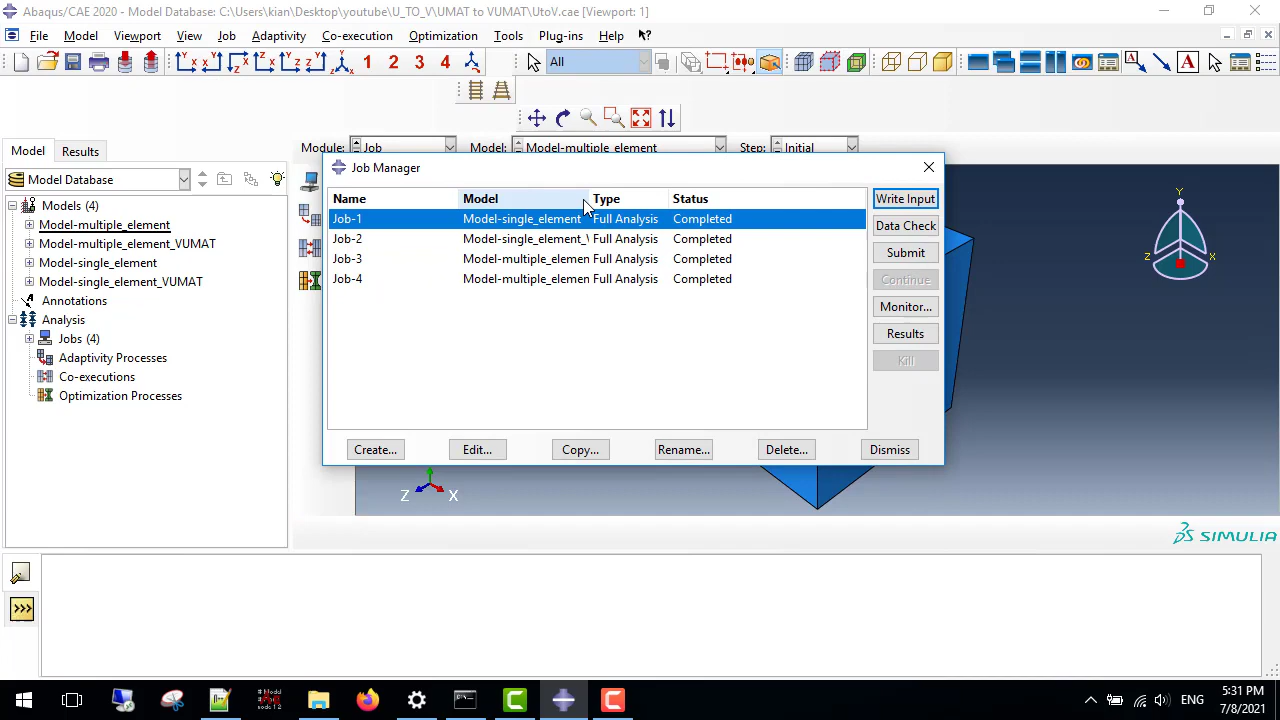 Abaqus/CAE 2020 - Model Database: C:\Users\kian\Desktop\youtube\U_TO_V\UMAT to VUMAT\UtoV.cae [Viewport: 1]
File Model Viewport View Job Adaptivity Co-execution Optimization Tools Plug-ins Help
1 2 3 4 All
Model Results
Module: Job Model: Model-multiple_element Step: Initial
Model Database
Models (4)
Model-multiple_element
Model-multiple_element_VUMAT
Model-single_element
Model-single_element_VUMAT
Annotations
Analysis
Jobs (4)
Adaptivity Processes
Co-executions
Optimization Processes
Job Manager
Name Model Type Status
Job-1 Model-single_element Full Analysis Completed
Job-2 Model-single_element_\ Full Analysis Completed
Job-3 Model-multiple_elemen Full Analysis Completed
Job-4 Model-multiple_elemen Full Analysis Completed
Write Input
Data Check
Submit
Continue
Monitor...
Results
Kill
Create... Edit... Copy... Rename... Delete... Dismiss
Y
Z X
Z X
SIMULIA
>>>
ENG
5:31 PM
7/8/2021